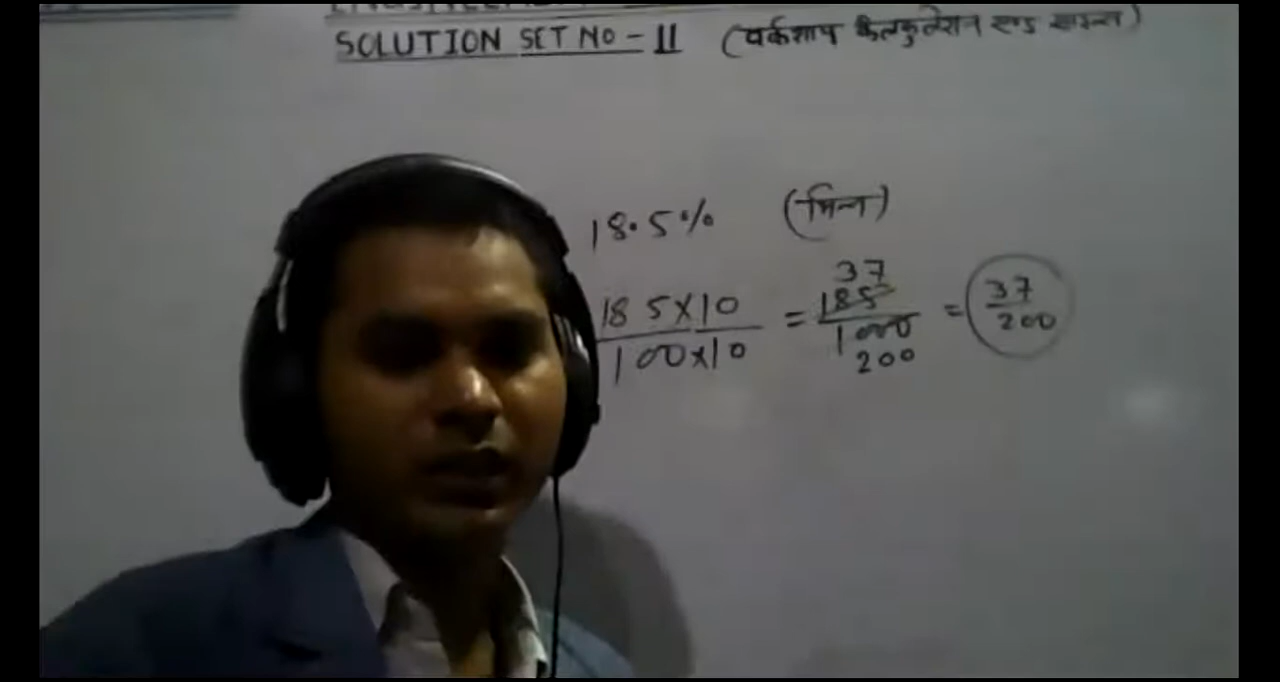 SOLUTION SET NO - 11 (वर्कशाप कैलकुलेशन एण्ड साइन्स)
18.5% (भिन्न)
37
18 5×10 = 185 = 37
100×10 1000 200
200